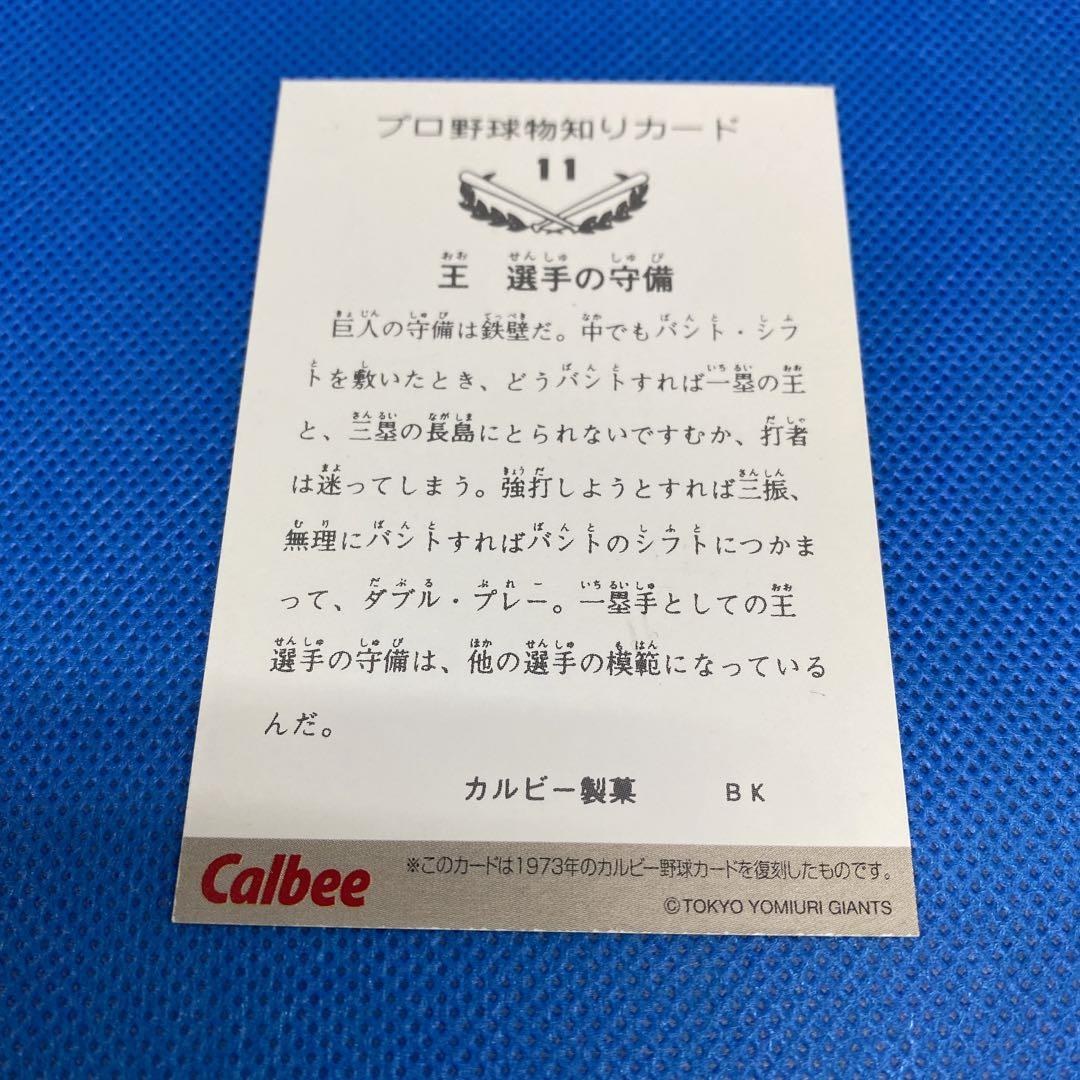 プロ野球物知りカード
11
王 選手の守備
巨人の守備は鉄壁だ。中でもバント・シフ
トを敷いたとき、どうバントすれば一塁の王
と、三塁の長島にとられないですむか、打者
は迷ってしまう。強打しようとすれば三振、
無理にバントすればバントのシフトにつかま
って、ダブル・プレー。一塁手としての王
選手の守備は、他の選手の模範になっている
んだ。
カルビー製菓 BK
Calbee ※このカードは1973年のカルビー野球カードを復刻したものです。
©TOKYO YOMIURI GIANTS